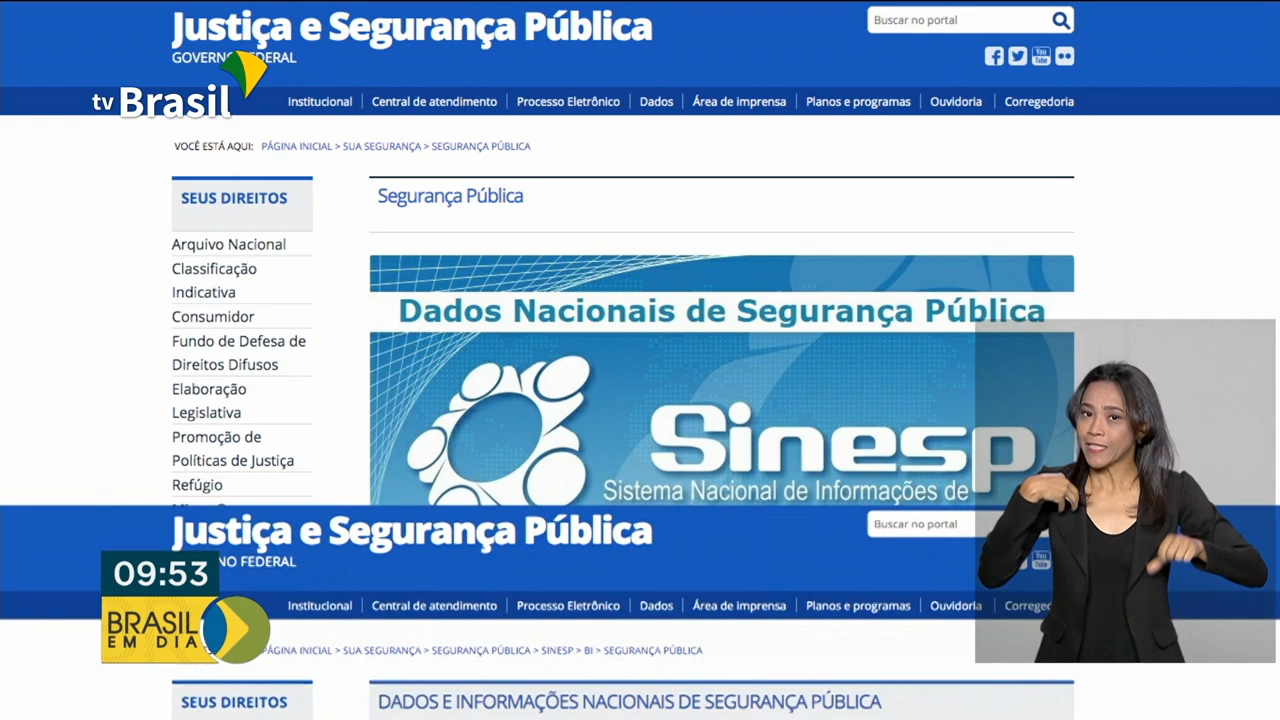 Justiça e Segurança Pública
GOVERNO FEDERAL
Buscar no portal
You Tube
tv Brasil
Institucional | Central de atendimento | Processo Eletrônico | Dados | Área de imprensa | Planos e programas | Ouvidoria | Corregedoria
VOCÊ ESTÁ AQUI: PÁGINA INICIAL > SUA SEGURANÇA > SEGURANÇA PÚBLICA
SEUS DIREITOS
Arquivo Nacional
Classificação
Indicativa
Consumidor
Fundo de Defesa de
Direitos Difusos
Elaboração
Legislativa
Promoção de
Políticas de Justiça
Refúgio
Segurança Pública
Dados Nacionais de Segurança Pública
Sinesp
Sistema Nacional de Informações de
Justiça e Segurança Pública
NO FEDERAL
Buscar no portal
You Tube
Institucional | Central de atendimento | Processo Eletrônico | Dados | Área de imprensa | Planos e programas | Ouvidoria | Correge
PÁGINA INICIAL > SUA SEGURANÇA > SEGURANÇA PÚBLICA > SINESP > BI > SEGURANÇA PÚBLICA
SEUS DIREITOS
DADOS E INFORMAÇÕES NACIONAIS DE SEGURANÇA PÚBLICA
09:53
BRASIL
EM DIA